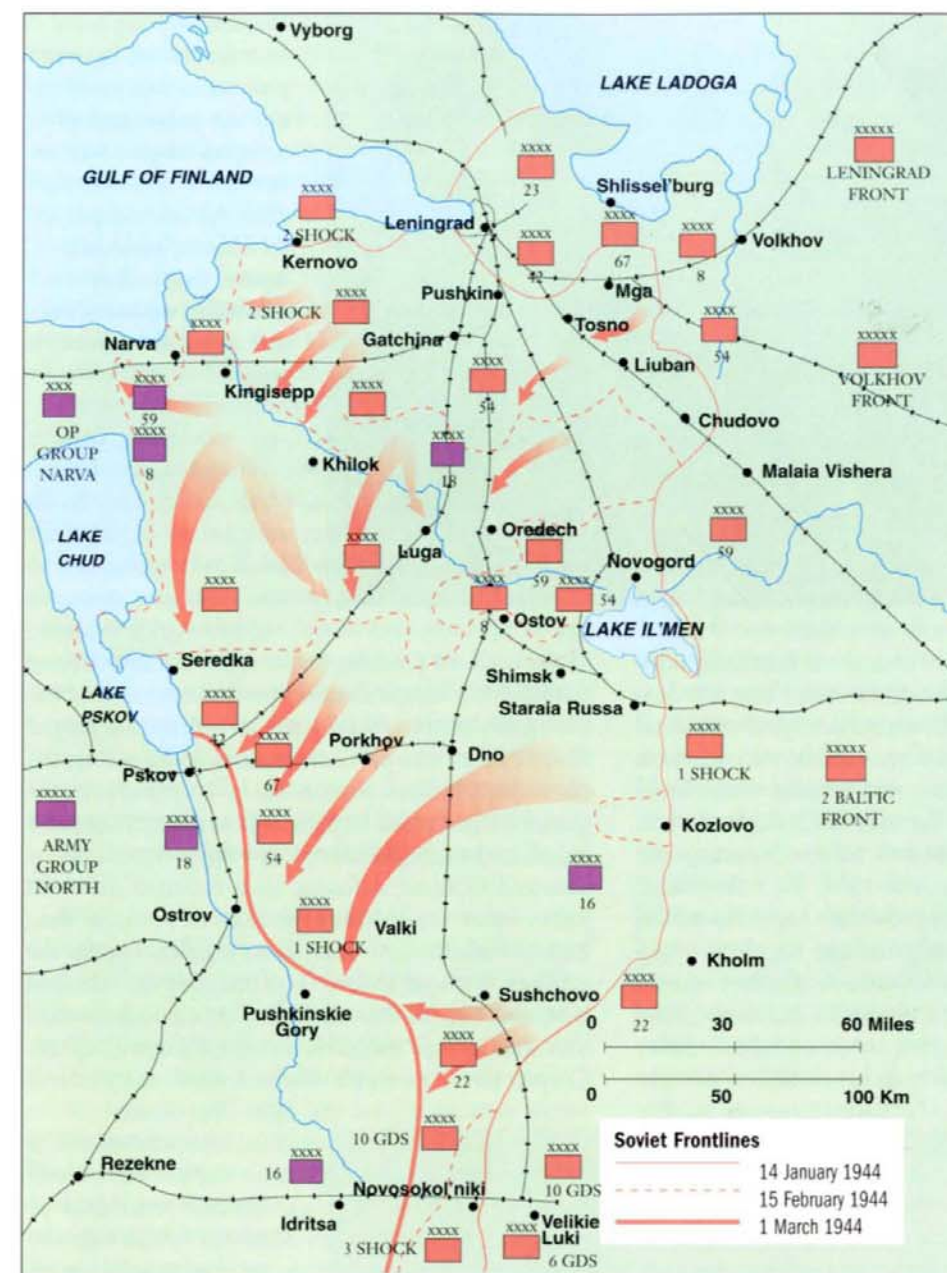 Vyborg
LAKE LADOGA
XXXXX
LENINGRAD
FRONT
XXXX
23
GULF OF FINLAND
Shlissel'burg
XXXX
2 SHOCK
Leningrad
XXXX
67
XXXX
8
Volkhov
Kernovo
XXXX
42
Mga
Pushkin
XXXX
2 SHOCK
XXXX
Tosno
XXXX
54
Gatchina
Narva
Liuban
XXXXX
VOLKHOV
FRONT
Kingisepp
XXX
OP
GROUP
NARVA
XXXX
59
XXXX
8
XXXX
XXXX
54
Chudovo
XXXX
18
Khilok
Malaia Vishera
LAKE
CHUD
Luga
Oredech
XXXX
59
XXXX
XXXX
59
Novogord
XXXX
XXXX
8
XXXX
54
Ostov
LAKE IL'MEN
Seredka
Shimsk
LAKE
PSKOV
Staraia Russa
XXXX
42
XXXX
67
Porkhov
Dno
XXXX
1 SHOCK
XXXXX
2 BALTIC
FRONT
Pskov
XXXXX
ARMY
GROUP
NORTH
XXXX
18
XXXX
54
Kozlovo
XXXX
16
Ostrov
XXXX
1 SHOCK
Valki
Kholm
Pushkinskie
Gory
Sushchovo
XXXX
22
0 30 60 Miles
0 50 100 Km
XXXX
22
XXXX
10 GDS
XXXX
16
Rezekne
Novosokol'niki
XXXX
10 GDS
Idritsa
Velikie
Luki
XXXX
3 SHOCK
XXXX
6 GDS
Soviet Frontlines
14 January 1944
15 February 1944
1 March 1944